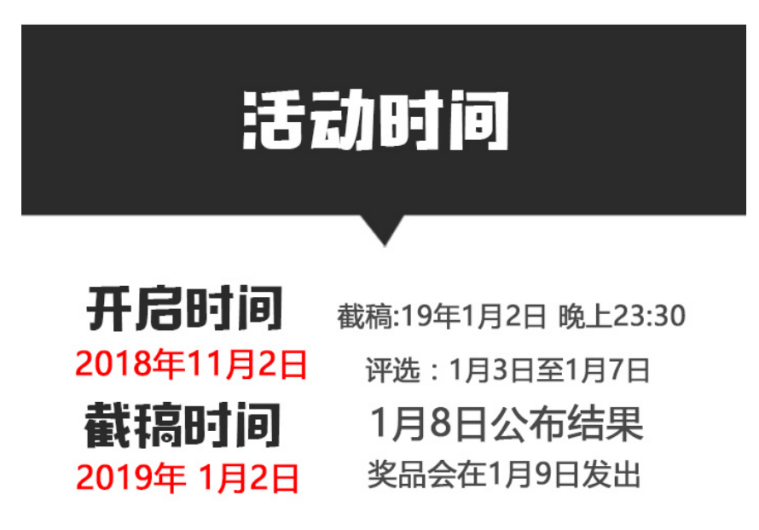 活动时间
开启时间
2018年11月2日
截稿时间
2019年 1月2日
截稿:19年1月2日 晚上23:30
评选：1月3日至1月7日
1月8日公布结果
奖品会在1月9日发出